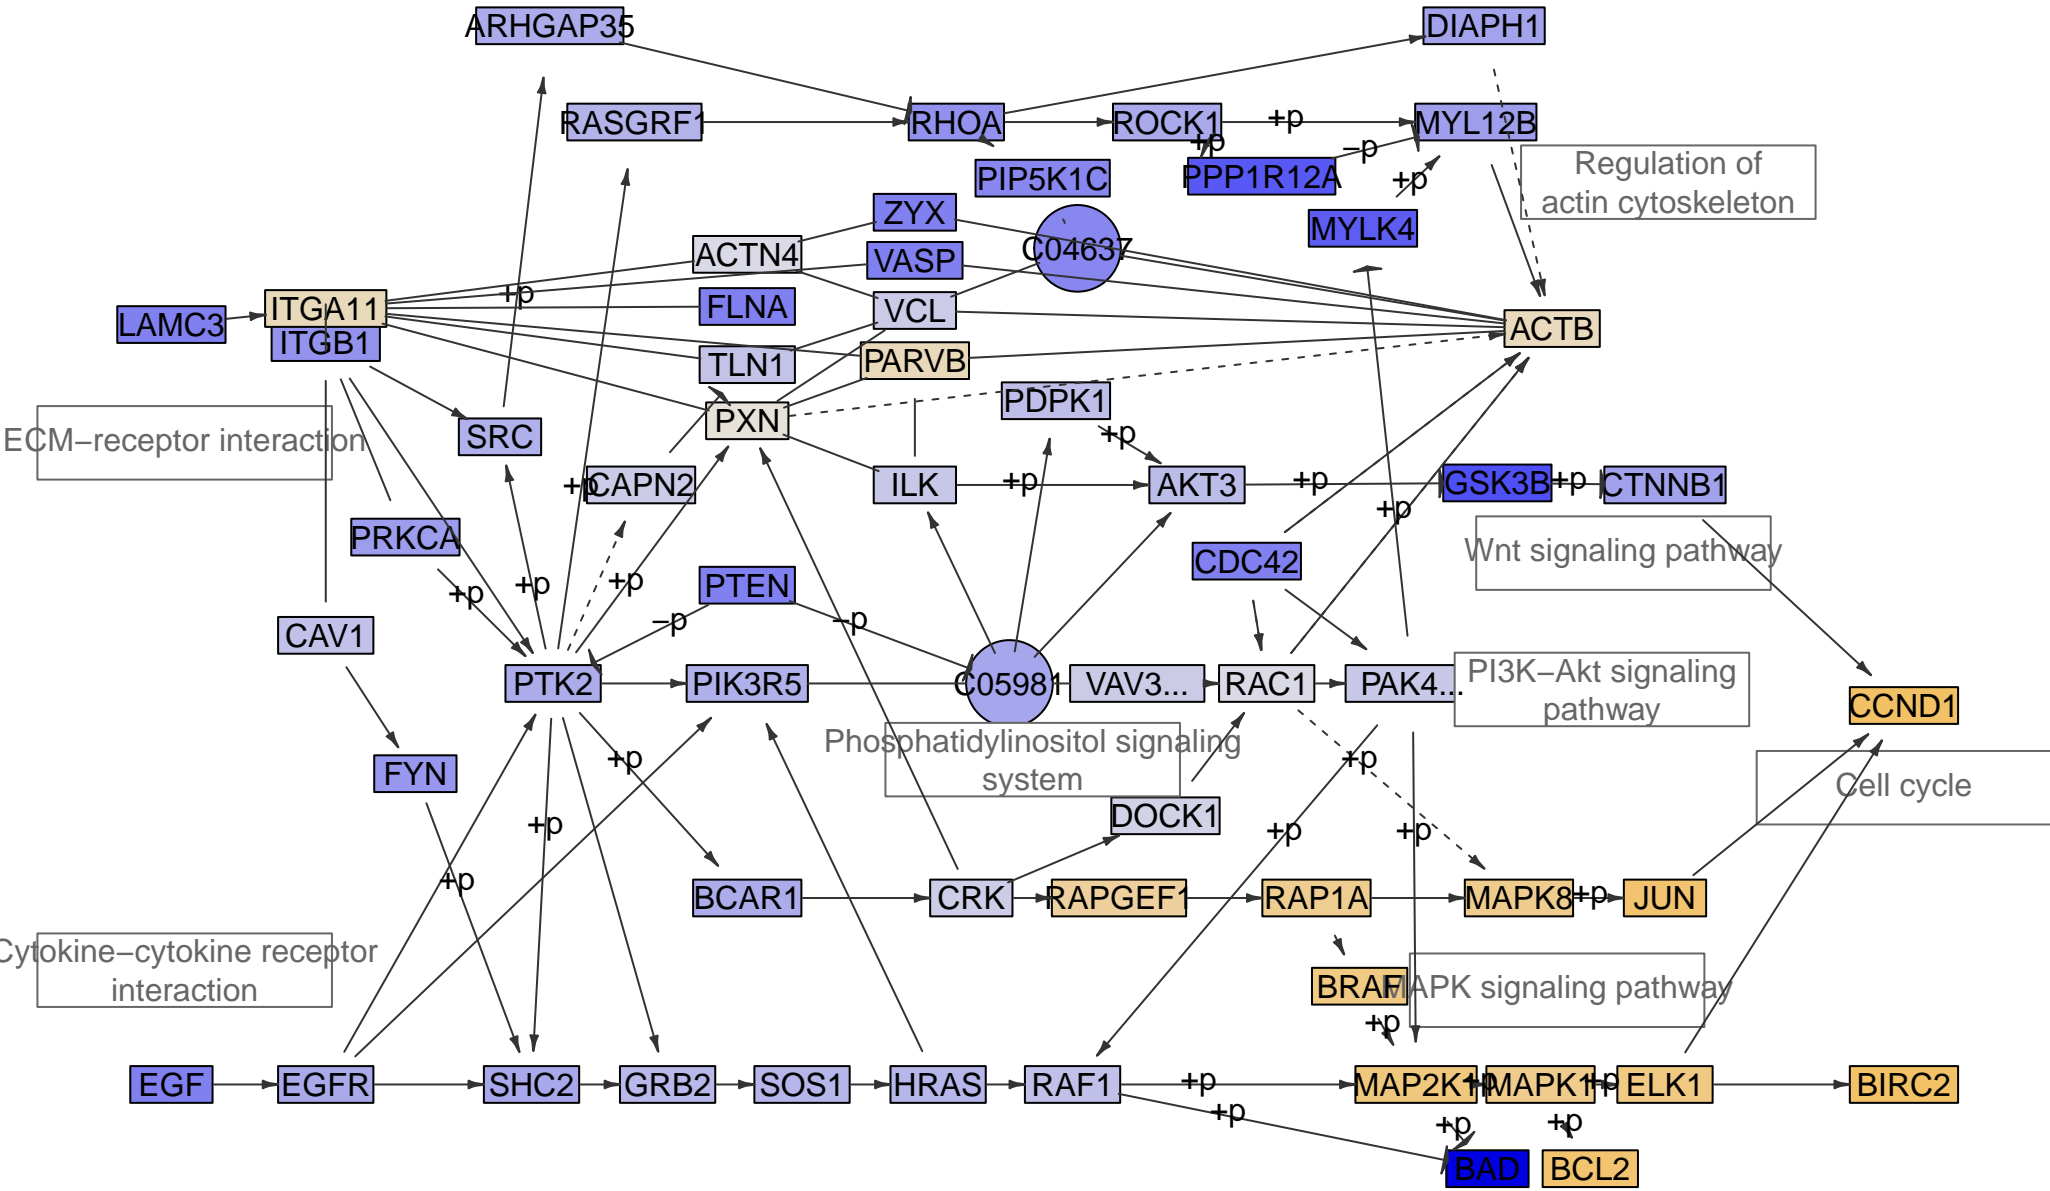 ARHGAP35
DIAPH1
RASGRF1
RHOA
ROCK1
+p
MYL12B
+p
−p
PIP5K1C
PPP1R12A
+p
Regulation of
actin cytoskeleton
ZYX
MYLK4
ACTN4
C04637
VASP
+p
ITGA11
FLNA
VCL
LAMC3
ITGB1
ACTB
TLN1
PARVB
PDPK1
PXN
SRC
+p
ECM−receptor interaction
+p
CAPN2
ILK
+p
AKT3
+p
GSK3B
+p
CTNNB1
+p
PRKCA
Wnt signaling pathway
CDC42
+p
+p
+p
PTEN
−p
−p
CAV1
PTK2
PIK3R5
C05981
VAV3...
RAC1
PAK4...
PI3K−Akt signaling
pathway
CCND1
Phosphatidylinositol signaling
system
FYN
+p
+p
Cell cycle
DOCK1
+p
+p
+p
+p
BCAR1
CRK
RAPGEF1
RAP1A
MAPK8
+p
JUN
Cytokine−cytokine receptor
interaction
BRAF
MAPK signaling pathway
+p
EGF
EGFR
SHC2
GRB2
SOS1
HRAS
RAF1
+p
MAP2K1
+p
MAPK1
+p
ELK1
BIRC2
+p
+p
+p
BAD
BCL2